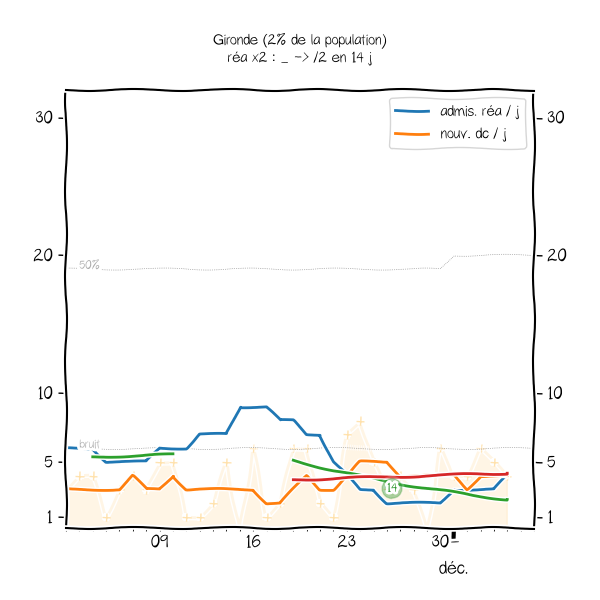 Gironde (2% de la population)
réa x2 : _ -> /2 en 14 j
admis. réa / j
nouv. dc / j
30
30
20
20
50%
10
10
bruit
5
5
14
1
1
09
16
23
30
déc.